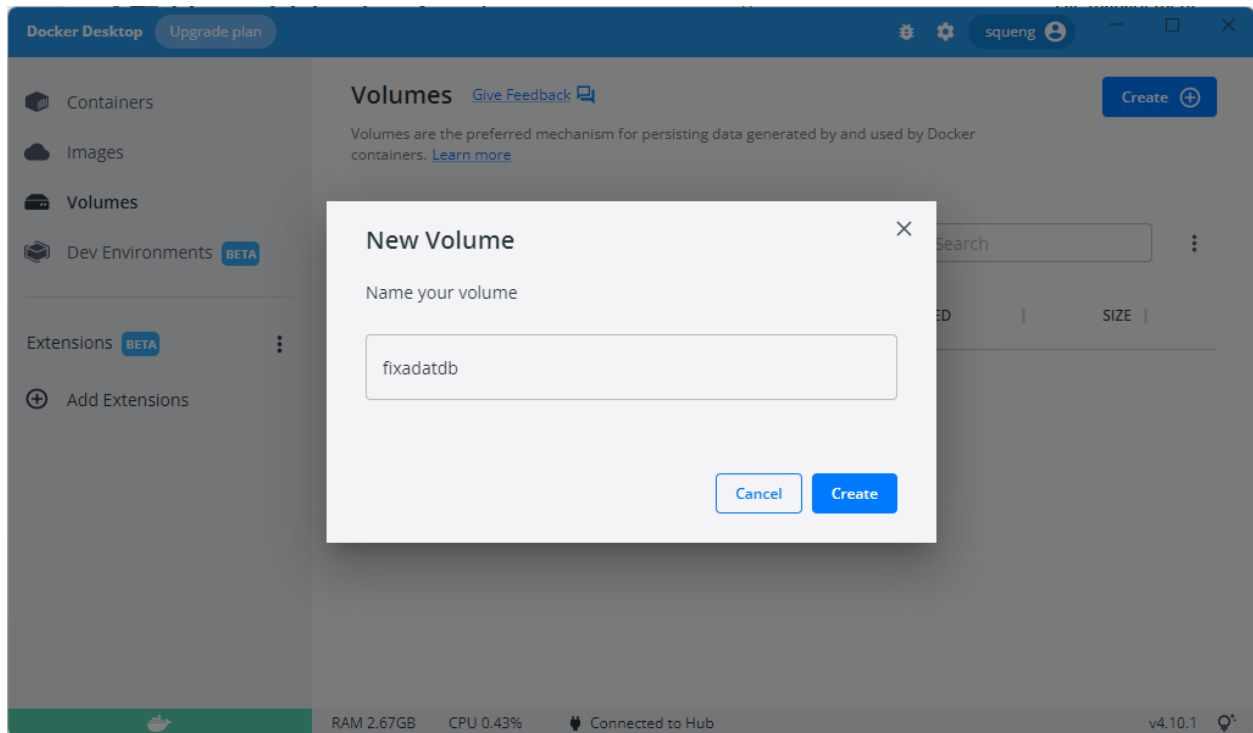 Docker Desktop Upgrade plan squeng
Containers
Images
Volumes
Dev Environments BETA
Extensions BETA
Add Extensions
Volumes Give Feedback
Create
Volumes are the preferred mechanism for persisting data generated by and used by Docker
containers. Learn more
Search
SIZE
New Volume
Name your volume
fixadatdb
Cancel Create
RAM 2.67GB CPU 0.43% Connected to Hub v4.10.1